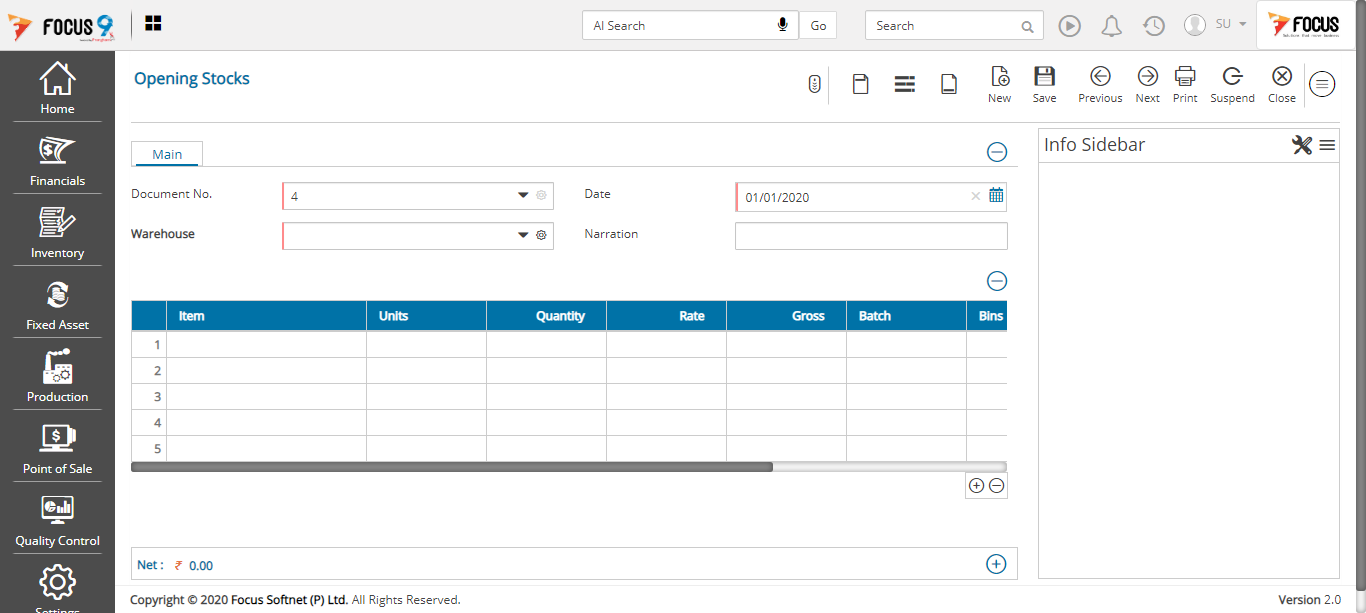 FOCUS 9
AI Search
Go
Search
SU
FOCUS
Home
Financials
Inventory
Fixed Asset
Production
Point of Sale
Quality Control
Settings
Opening Stocks
New
Save
Previous
Next
Print
Suspend
Close
Main
Document No.
4
Date
01/01/2020
Warehouse
Narration
Info Sidebar
Item Units Quantity Rate Gross Batch Bins
1
2
3
4
5
Net : ₹ 0.00
Copyright © 2020 Focus Softnet (P) Ltd. All Rights Reserved.
Version 2.0